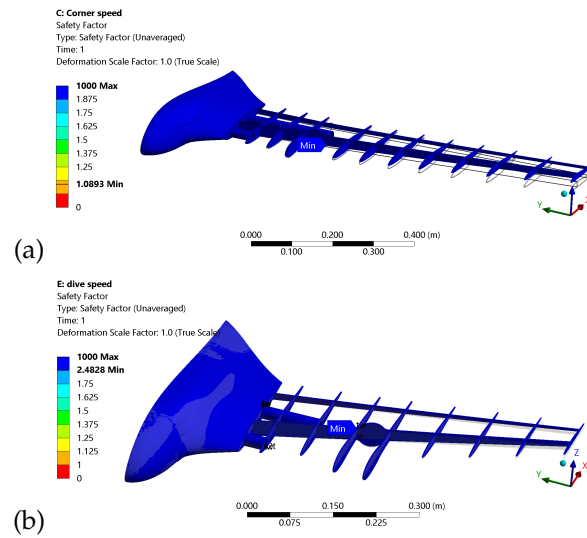 C: Corner speed
Safety Factor
Type: Safety Factor (Unaveraged)
Time: 1
Deformation Scale Factor: 1.0 (True Scale)
1000 Max
1.875
1.75
1.625
1.5
1.375
1.25
1.125
1.0893 Min
0
Min
Y
0.000 0.200 0.400 (m)
0.100 0.300
(a)
E: dive speed
Safety Factor
Type: Safety Factor (Unaveraged)
Time: 1
Deformation Scale Factor: 1.0 (True Scale)
1000 Max
2.4828 Min
1.75
1.625
1.5
1.375
1.25
1.125
1
0
Min
Z
X
Y
0.000 0.150 0.300 (m)
0.075 0.225
(b)